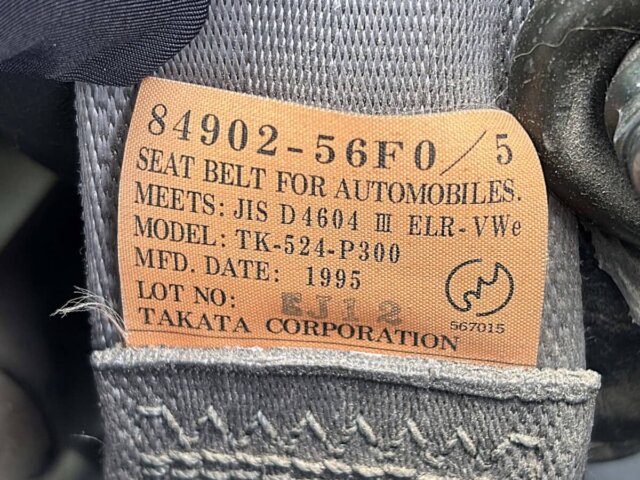 84902-56F0/5
SEAT BELT FOR AUTOMOBILES.
MEETS: JIS D4604 III ELR-VWe
MODEL: TK-524-P300
MFD. DATE: 1995
LOT NO: EJ12
567015
TAKATA CORPORATION